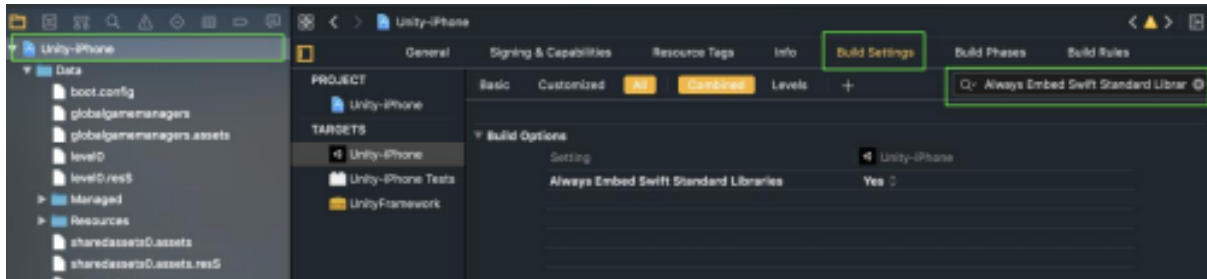 Unity-iPhone
General
Signing & Capabilities
Resource Tags
Info
Build Settings
Build Phases
Build Rules
Unity-iPhone
Data
boot.config
globalgamemanagers
globalgamemanagers.assets
level0
level0.resS
Managed
Resources
sharedassets0.assets
sharedassets0.assets.resS
PROJECT
Unity-iPhone
TARGETS
Unity-iPhone
Unity-iPhone Tests
UnityFramework
Basic
Customized
All
Combined
Levels
+
Always Embed Swift Standard Librar
Build Options
Setting
Unity-iPhone
Always Embed Swift Standard Libraries
Yes